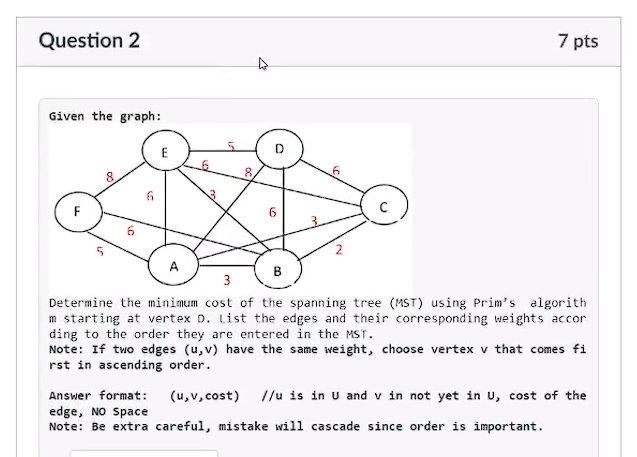 Question 2 7 pts
Given the graph:
E 5 D
6 8 6
8
6 3
F 6 3 C
6
5 2
A B
3
Determine the minimum cost of the spanning tree (MST) using Prim's algorith
m starting at vertex D. List the edges and their corresponding weights accor
ding to the order they are entered in the MST.
Note: If two edges (u,v) have the same weight, choose vertex v that comes fi
rst in ascending order.
Answer format: (u,v,cost) //u is in U and v in not yet in U, cost of the
edge, NO Space
Note: Be extra careful, mistake will cascade since order is important.